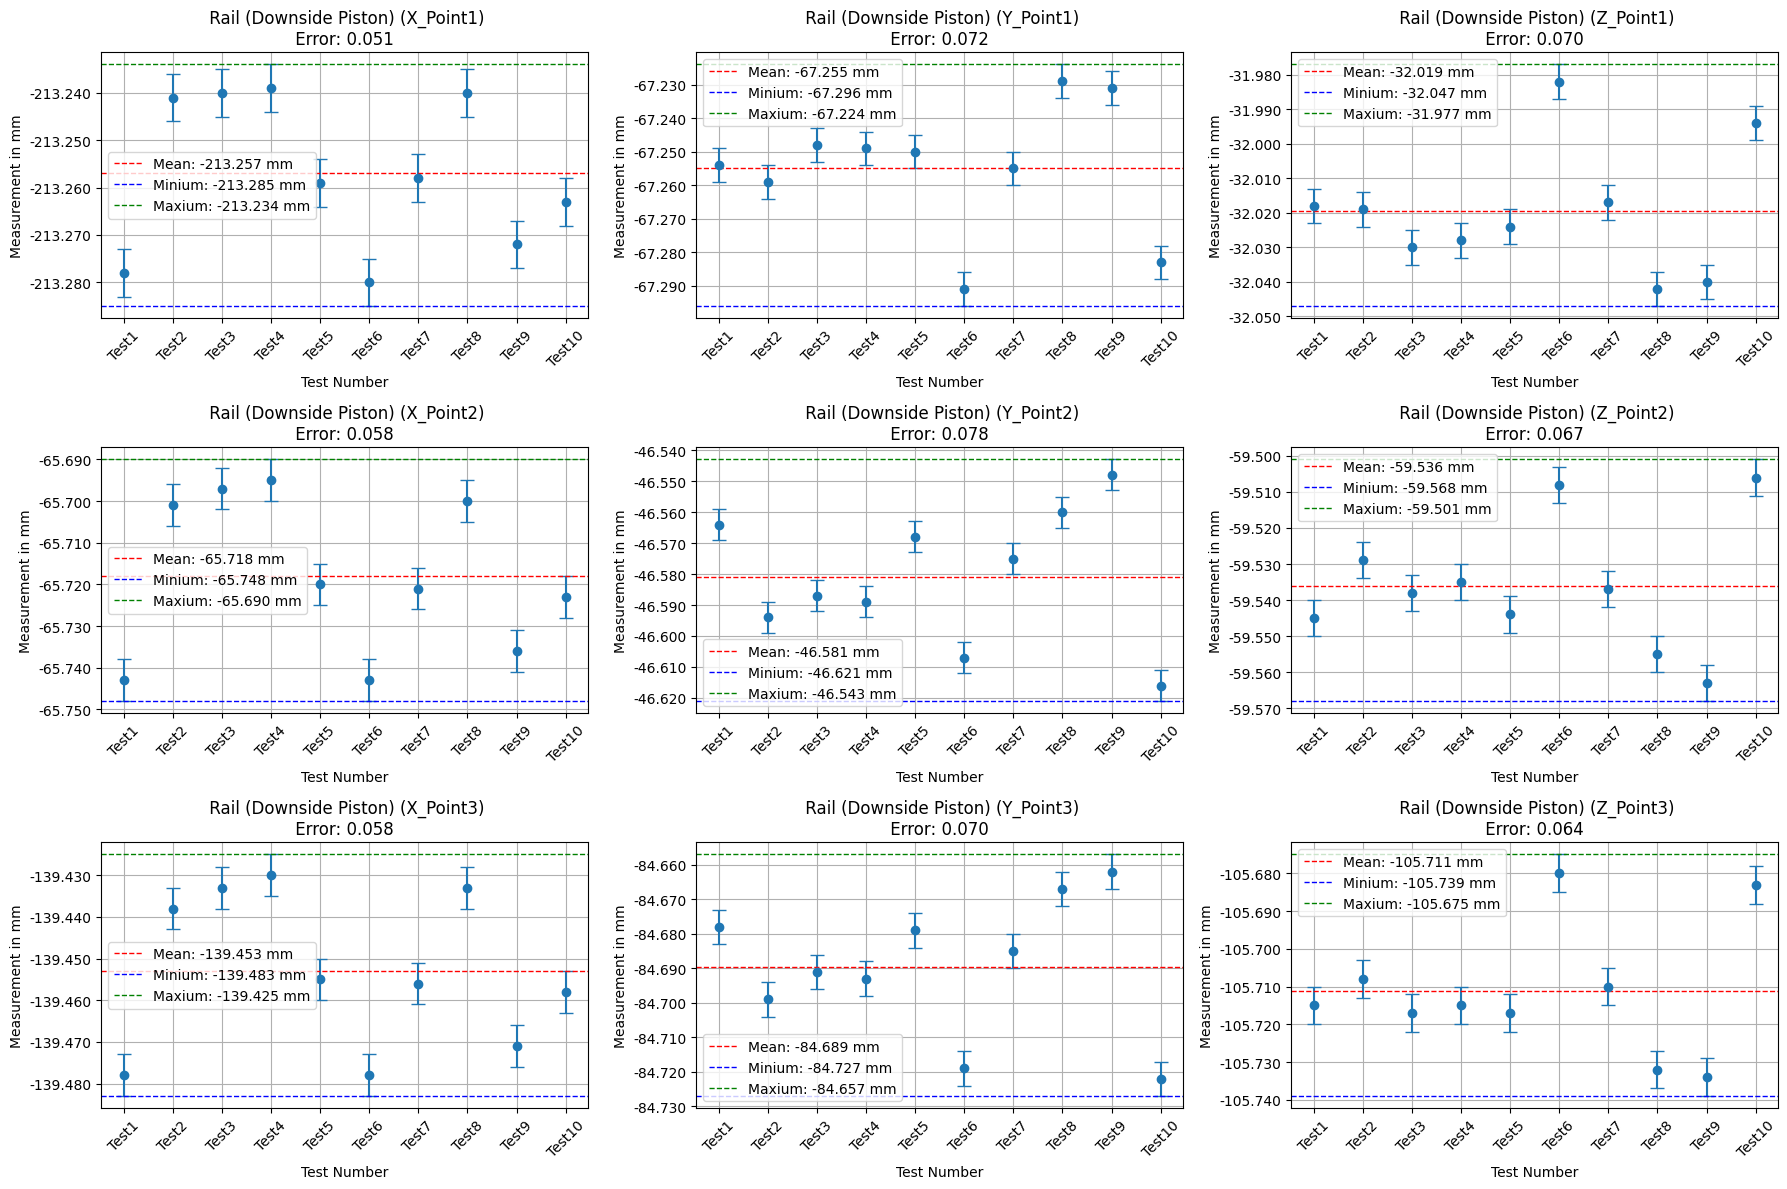 Rail (Downside Piston) (X_Point1)
Error: 0.051
Measurement in mm
-213.240
-213.250
-213.260
-213.270
-213.280
Mean: -213.257 mm
Minium: -213.285 mm
Maxium: -213.234 mm
Test1
Test2
Test3
Test4
Test5
Test6
Test7
Test8
Test9
Test10
Test Number
Rail (Downside Piston) (Y_Point1)
Error: 0.072
Measurement in mm
-67.230
-67.240
-67.250
-67.260
-67.270
-67.280
-67.290
Mean: -67.255 mm
Minium: -67.296 mm
Maxium: -67.224 mm
Test1
Test2
Test3
Test4
Test5
Test6
Test7
Test8
Test9
Test10
Test Number
Rail (Downside Piston) (Z_Point1)
Error: 0.070
Measurement in mm
-31.980
-31.990
-32.000
-32.010
-32.020
-32.030
-32.040
-32.050
Mean: -32.019 mm
Minium: -32.047 mm
Maxium: -31.977 mm
Test1
Test2
Test3
Test4
Test5
Test6
Test7
Test8
Test9
Test10
Test Number
Rail (Downside Piston) (X_Point2)
Error: 0.058
Measurement in mm
-65.690
-65.700
-65.710
-65.720
-65.730
-65.740
-65.750
Mean: -65.718 mm
Minium: -65.748 mm
Maxium: -65.690 mm
Test1
Test2
Test3
Test4
Test5
Test6
Test7
Test8
Test9
Test10
Test Number
Rail (Downside Piston) (Y_Point2)
Error: 0.078
Measurement in mm
-46.540
-46.550
-46.560
-46.570
-46.580
-46.590
-46.600
-46.610
-46.620
Mean: -46.581 mm
Minium: -46.621 mm
Maxium: -46.543 mm
Test1
Test2
Test3
Test4
Test5
Test6
Test7
Test8
Test9
Test10
Test Number
Rail (Downside Piston) (Z_Point2)
Error: 0.067
Measurement in mm
-59.500
-59.510
-59.520
-59.530
-59.540
-59.550
-59.560
-59.570
Mean: -59.536 mm
Minium: -59.568 mm
Maxium: -59.501 mm
Test1
Test2
Test3
Test4
Test5
Test6
Test7
Test8
Test9
Test10
Test Number
Rail (Downside Piston) (X_Point3)
Error: 0.058
Measurement in mm
-139.430
-139.440
-139.450
-139.460
-139.470
-139.480
Mean: -139.453 mm
Minium: -139.483 mm
Maxium: -139.425 mm
Test1
Test2
Test3
Test4
Test5
Test6
Test7
Test8
Test9
Test10
Test Number
Rail (Downside Piston) (Y_Point3)
Error: 0.070
Measurement in mm
-84.660
-84.670
-84.680
-84.690
-84.700
-84.710
-84.720
-84.730
Mean: -84.689 mm
Minium: -84.727 mm
Maxium: -84.657 mm
Test1
Test2
Test3
Test4
Test5
Test6
Test7
Test8
Test9
Test10
Test Number
Rail (Downside Piston) (Z_Point3)
Error: 0.064
Measurement in mm
-105.680
-105.690
-105.700
-105.710
-105.720
-105.730
-105.740
Mean: -105.711 mm
Minium: -105.739 mm
Maxium: -105.675 mm
Test1
Test2
Test3
Test4
Test5
Test6
Test7
Test8
Test9
Test10
Test Number